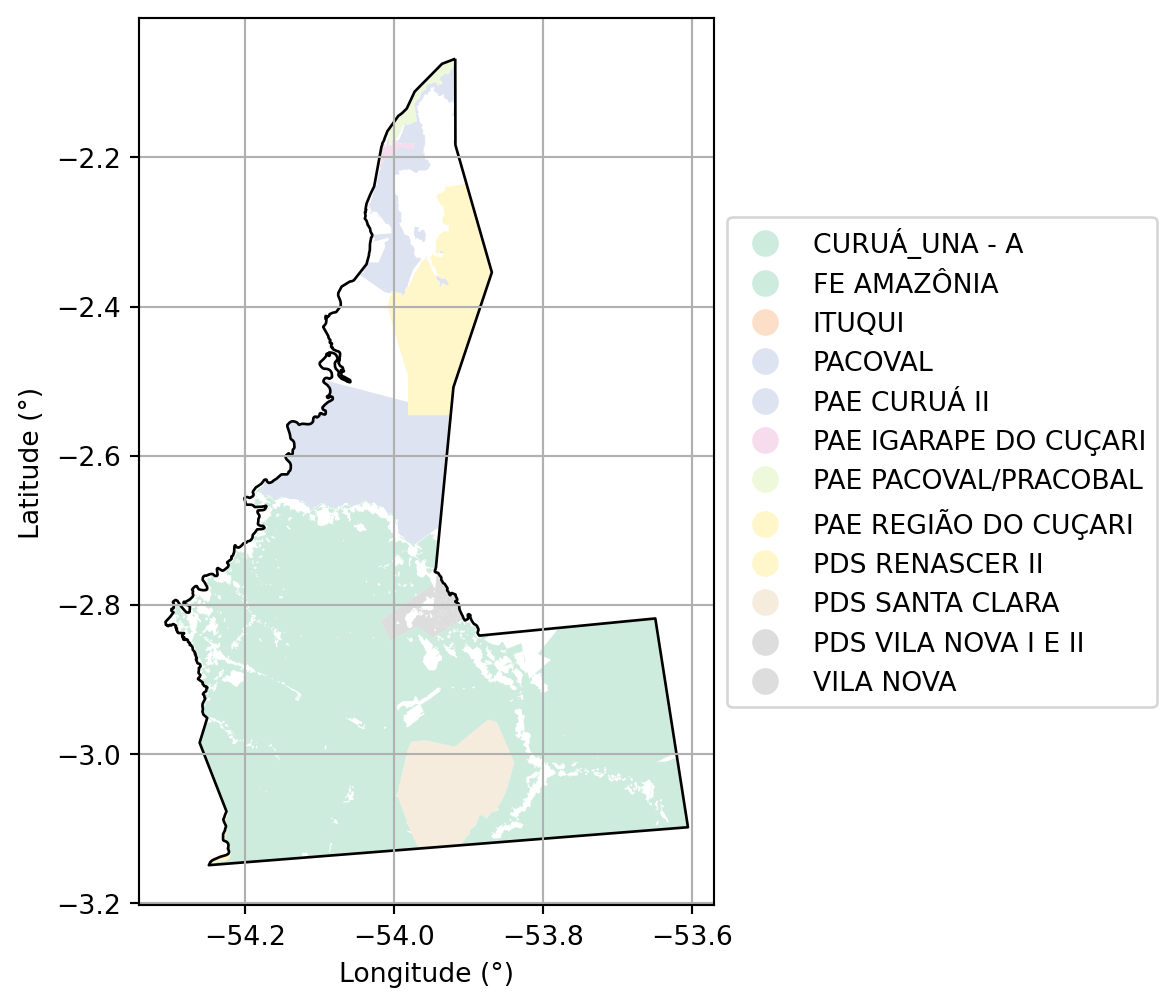 −2.2
−2.4
−2.6
−2.8
−3.0
−3.2
Latitude (°)
−54.2 −54.0 −53.8 −53.6
Longitude (°)
CURUÁ_UNA - A
FE AMAZÔNIA
ITUQUI
PACOVAL
PAE CURUÁ II
PAE IGARAPE DO CUÇARI
PAE PACOVAL/PRACOBAL
PAE REGIÃO DO CUÇARI
PDS RENASCER II
PDS SANTA CLARA
PDS VILA NOVA I E II
VILA NOVA